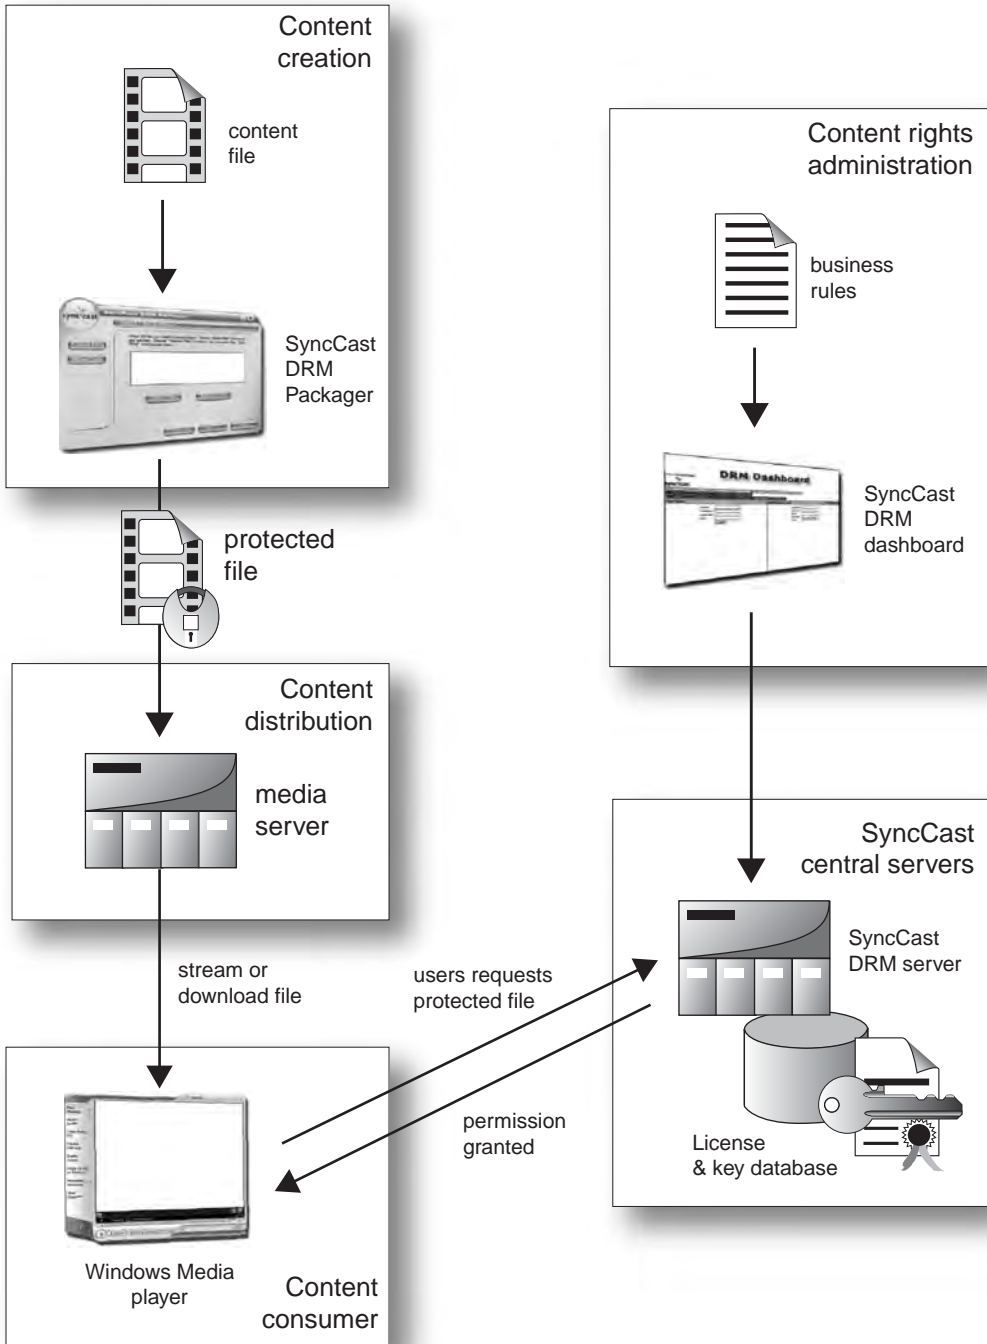 Content
creation
content
file
SyncCast
DRM
Packager
protected
file
Content
distribution
media
server
stream or
download file
Windows Media
player
Content
consumer
users requests
protected file
permission
granted
Content rights
administration
business
rules
DRM Dashboard
SyncCast
DRM
dashboard
SyncCast
central servers
SyncCast
DRM server
License
& key database